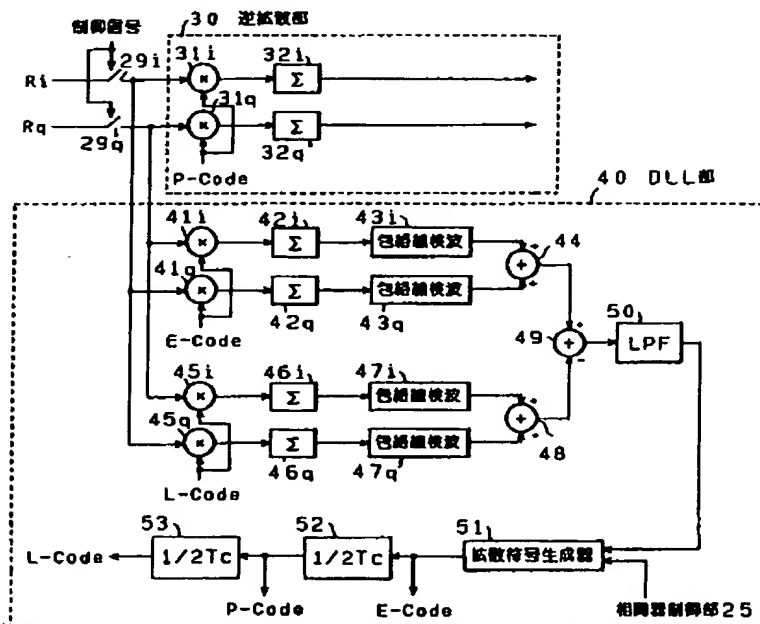 30 逆拡散部
制御信号
29i
31i
32i
Ri
×
Σ
31q
Rq
×
Σ
29q
32q
P-Code
40 DLL部
41i
42i
43i
×
Σ
包絡線検波
+
+
44
41q
×
Σ
包絡線検波
+
42q
43q
50
E-Code
+
49
+
LPF
-
45i
46i
47i
×
Σ
包絡線検波
+
+
45q
48
×
Σ
包絡線検波
+
46q
47q
L-Code
53
52
51
L-Code
1/2Tc
1/2Tc
拡散符号生成器
P-Code
E-Code
相関器制御部25